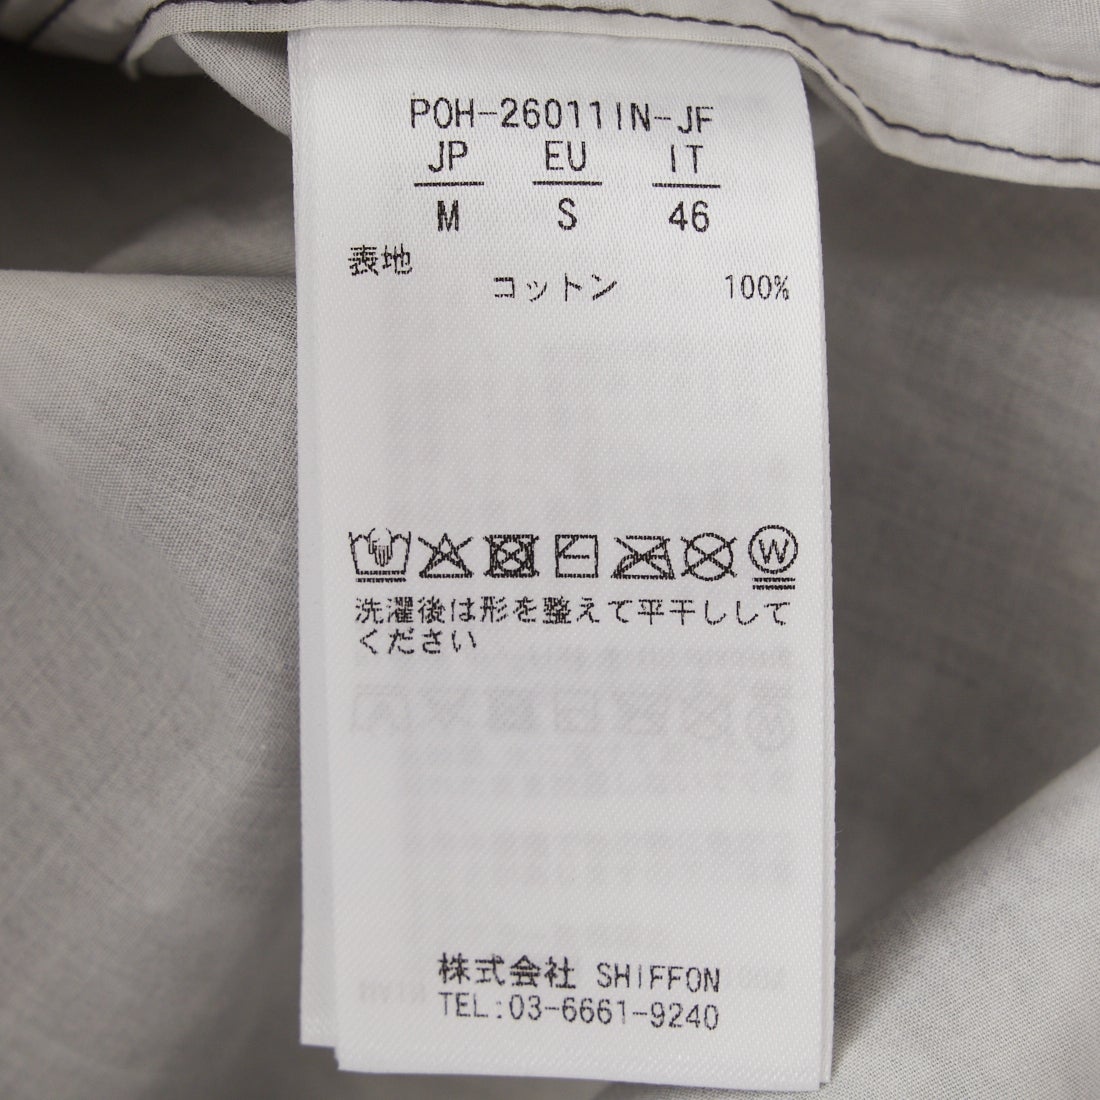 POH-26011IN-JF
JP EU IT
M S 46
表地
コットン 100%
W
洗濯後は形を整えて平干しして
ください
株式会社 SHIFFON
TEL:03-6661-9240